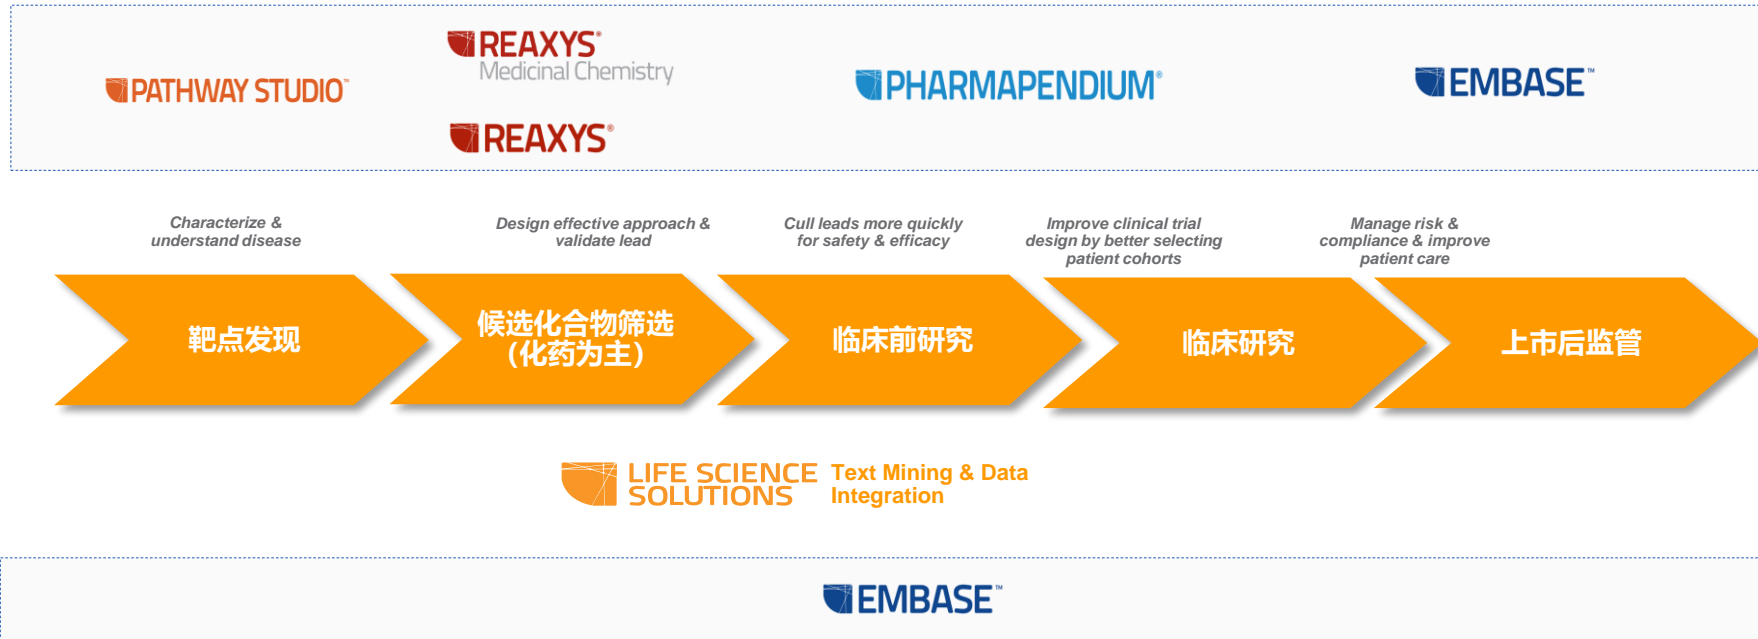 PATHWAY STUDIO™
REAXYS®
Medicinal Chemistry
REAXYS®
PHARMAPENDIUM®
EMBASE™
Characterize &
understand disease
Design effective approach &
validate lead
Cull leads more quickly
for safety & efficacy
Improve clinical trial
design by better selecting
patient cohorts
Manage risk &
compliance & improve
patient care
靶点发现
候选化合物筛选
（化药为主）
临床前研究
临床研究
上市后监管
LIFE SCIENCE
SOLUTIONS
Text Mining & Data
Integration
EMBASE™